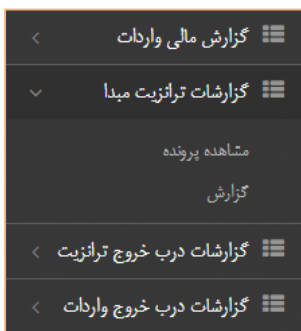 گزارش مالی واردات
گزارشات ترانزیت مبدا
مشاهده پرونده
گزارش
گزارشات درب خروج ترانزیت
گزارشات درب خروج واردات